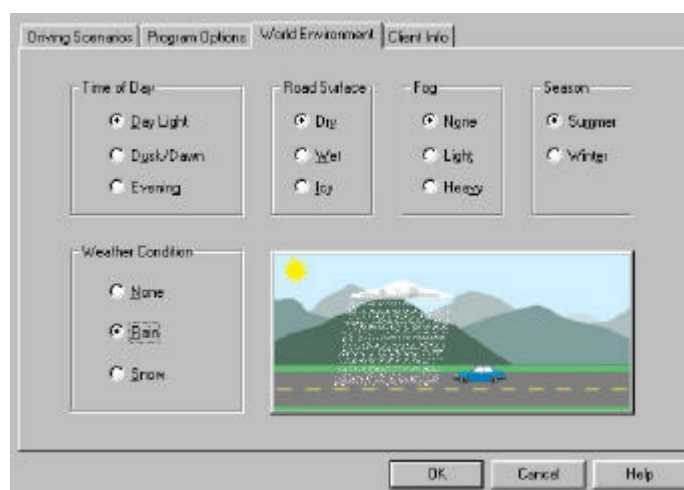 Driving Scenarios Program Options World Environment Client Info
Time of Day
Day Light
Dusk/Dawn
Evening
Road Surface
Dry
Wet
Icy
Fog
None
Light
Heavy
Season
Summer
Winter
Weather Condition
None
Rain
Snow
OK Cancel Help